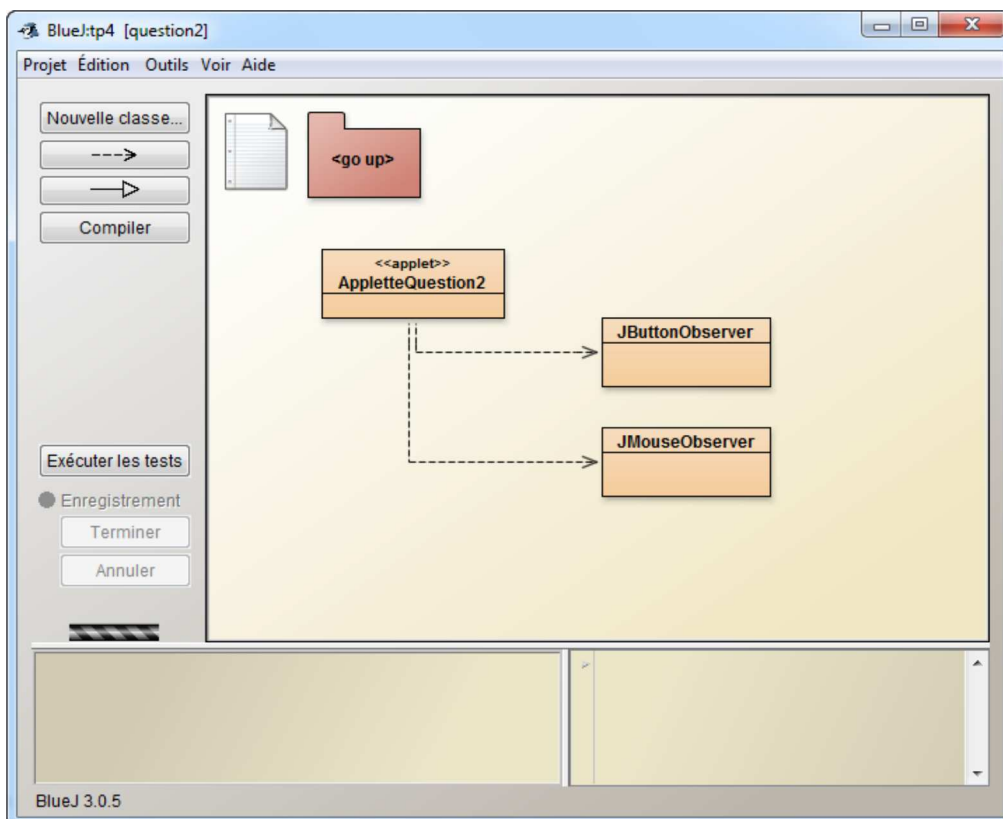 BlueJ:tp4 [question2]
Projet Édition Outils Voir Aide
Nouvelle classe...
Compiler
<go up>
<<applet>>
AppletteQuestion2
JButtonObserver
JMouseObserver
Exécuter les tests
Enregistrement
Terminer
Annuler
BlueJ 3.0.5